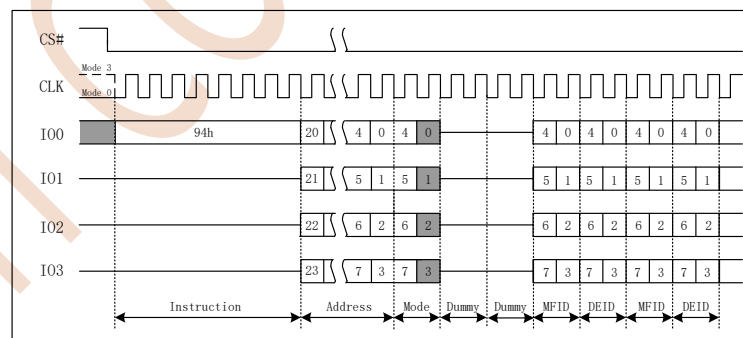 CS#
Mode 3
CLK
Mode 0
IO0 94h 20 4 0 4 0 4 0 4 0 4 0 4 0
IO1 21 5 1 5 1 5 1 5 1 5 1 5 1
IO2 22 6 2 6 2 6 2 6 2 6 2 6 2
IO3 23 7 3 7 3 7 3 7 3 7 3 7 3
Instruction Address Mode Dummy Dummy MFID DEID MFID DEID